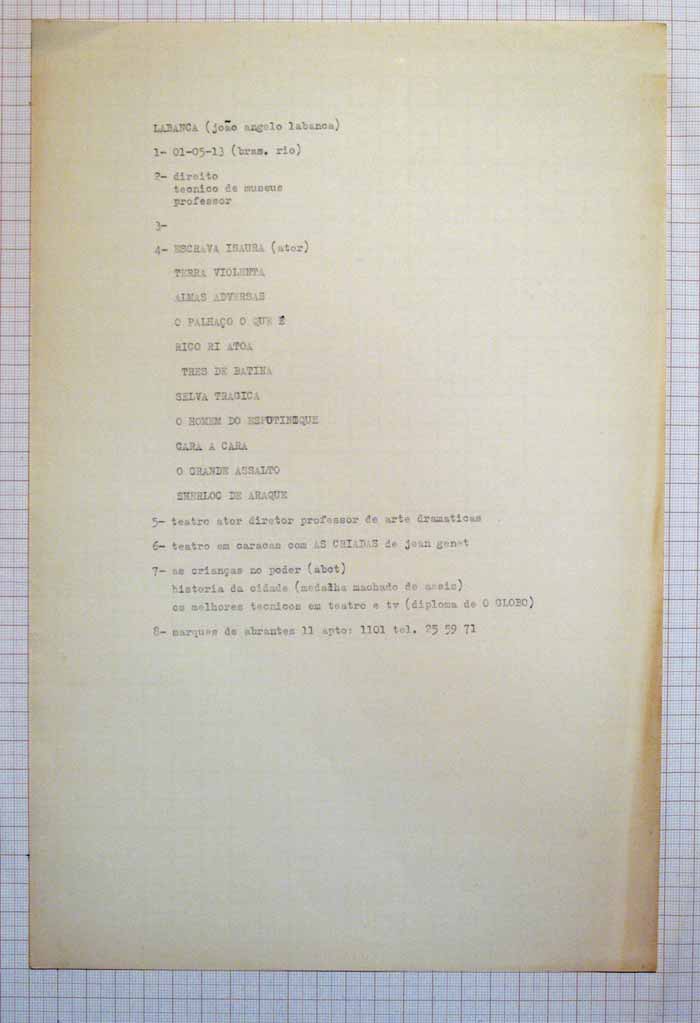 LABANCA (joão angelo labanca)
1- 01-05-13 (bras. rio)
2- direito
tecnico de museus
professor
3-
4- ESCRAVA ISAURA (ator)
TERRA VIOLENTA
ALMAS ADVERSAS
O PALHAÇO O QUE É
RICO RI ATOA
TRES DE BATINA
SELVA TRAGICA
O HOMEM DO
CARA A CARA
O GRANDE ASSALTO
SHERLOC DE ARAQUE
5- teatro ator diretor professor de arte dramaticas
6- teatro em caracas com AS CRIADAS de jean genet
7- as crianças no poder (abct)
historia da cidade (medalha machado de assis)
os melhores tecnicos em teatro e tv (diploma de O GLOBO)
8- marques de abrantes 11 apto: 1101 tel. 25 59 71